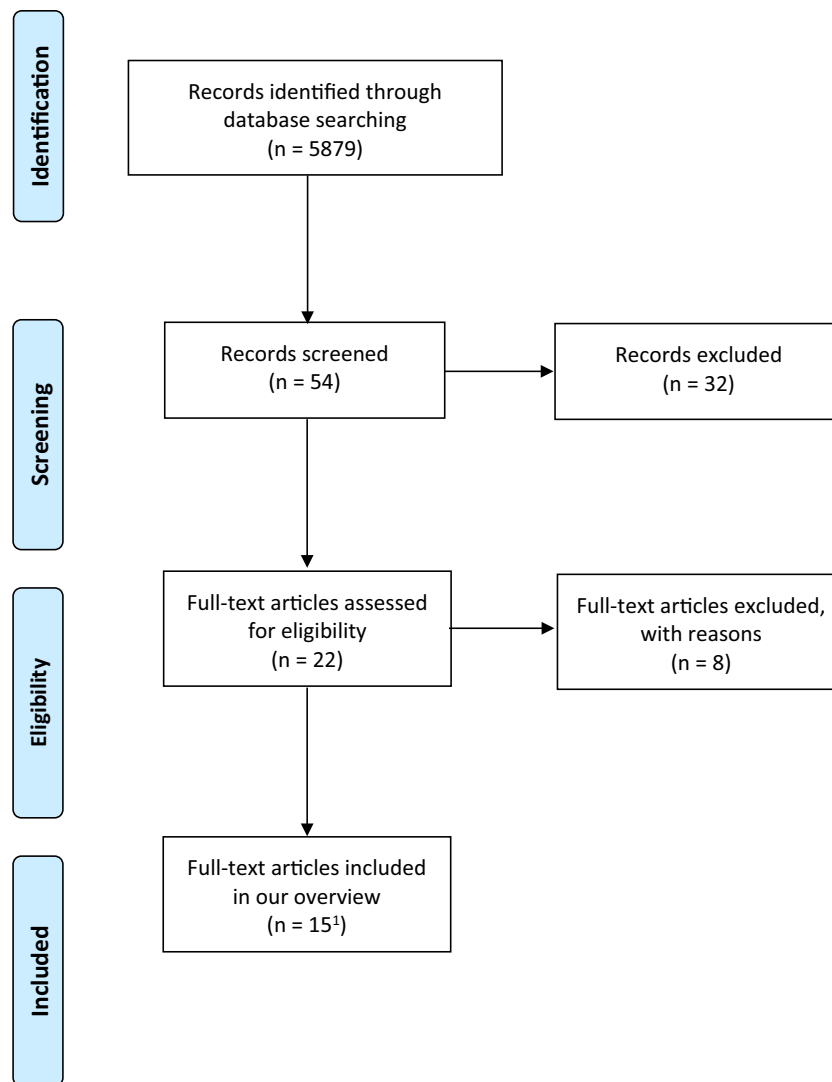 Identification
Records identified through
database searching
(n = 5879)
Screening
Records screened
(n = 54)
Records excluded
(n = 32)
Eligibility
Full-text articles assessed
for eligibility
(n = 22)
Full-text articles excluded,
with reasons
(n = 8)
Included
Full-text articles included
in our overview
(n = 15¹)